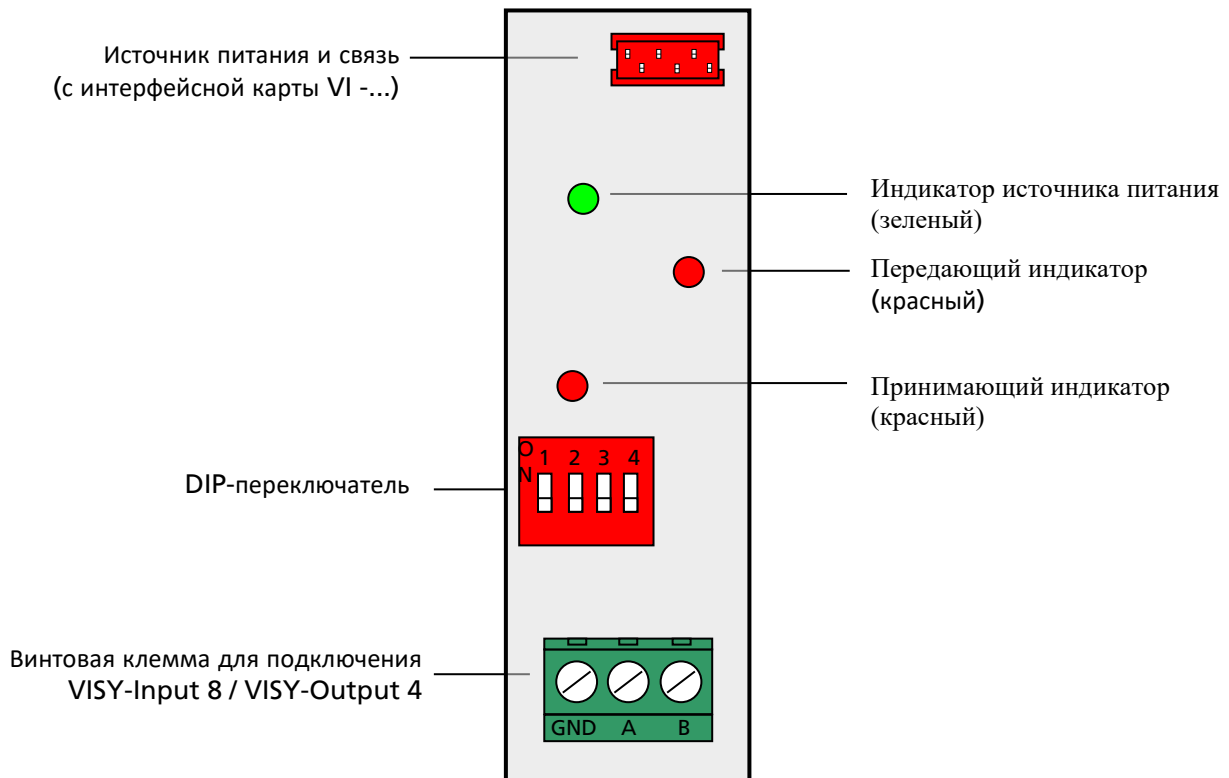 Источник питания и связь
(с интерфейсной карты VI -...)
Индикатор источника питания
(зеленый)
Передающий индикатор
(красный)
Принимающий индикатор
(красный)
O
N
1 2 3 4
DIP-переключатель
Винтовая клемма для подключения
VISY-Input 8 / VISY-Output 4
GND A B